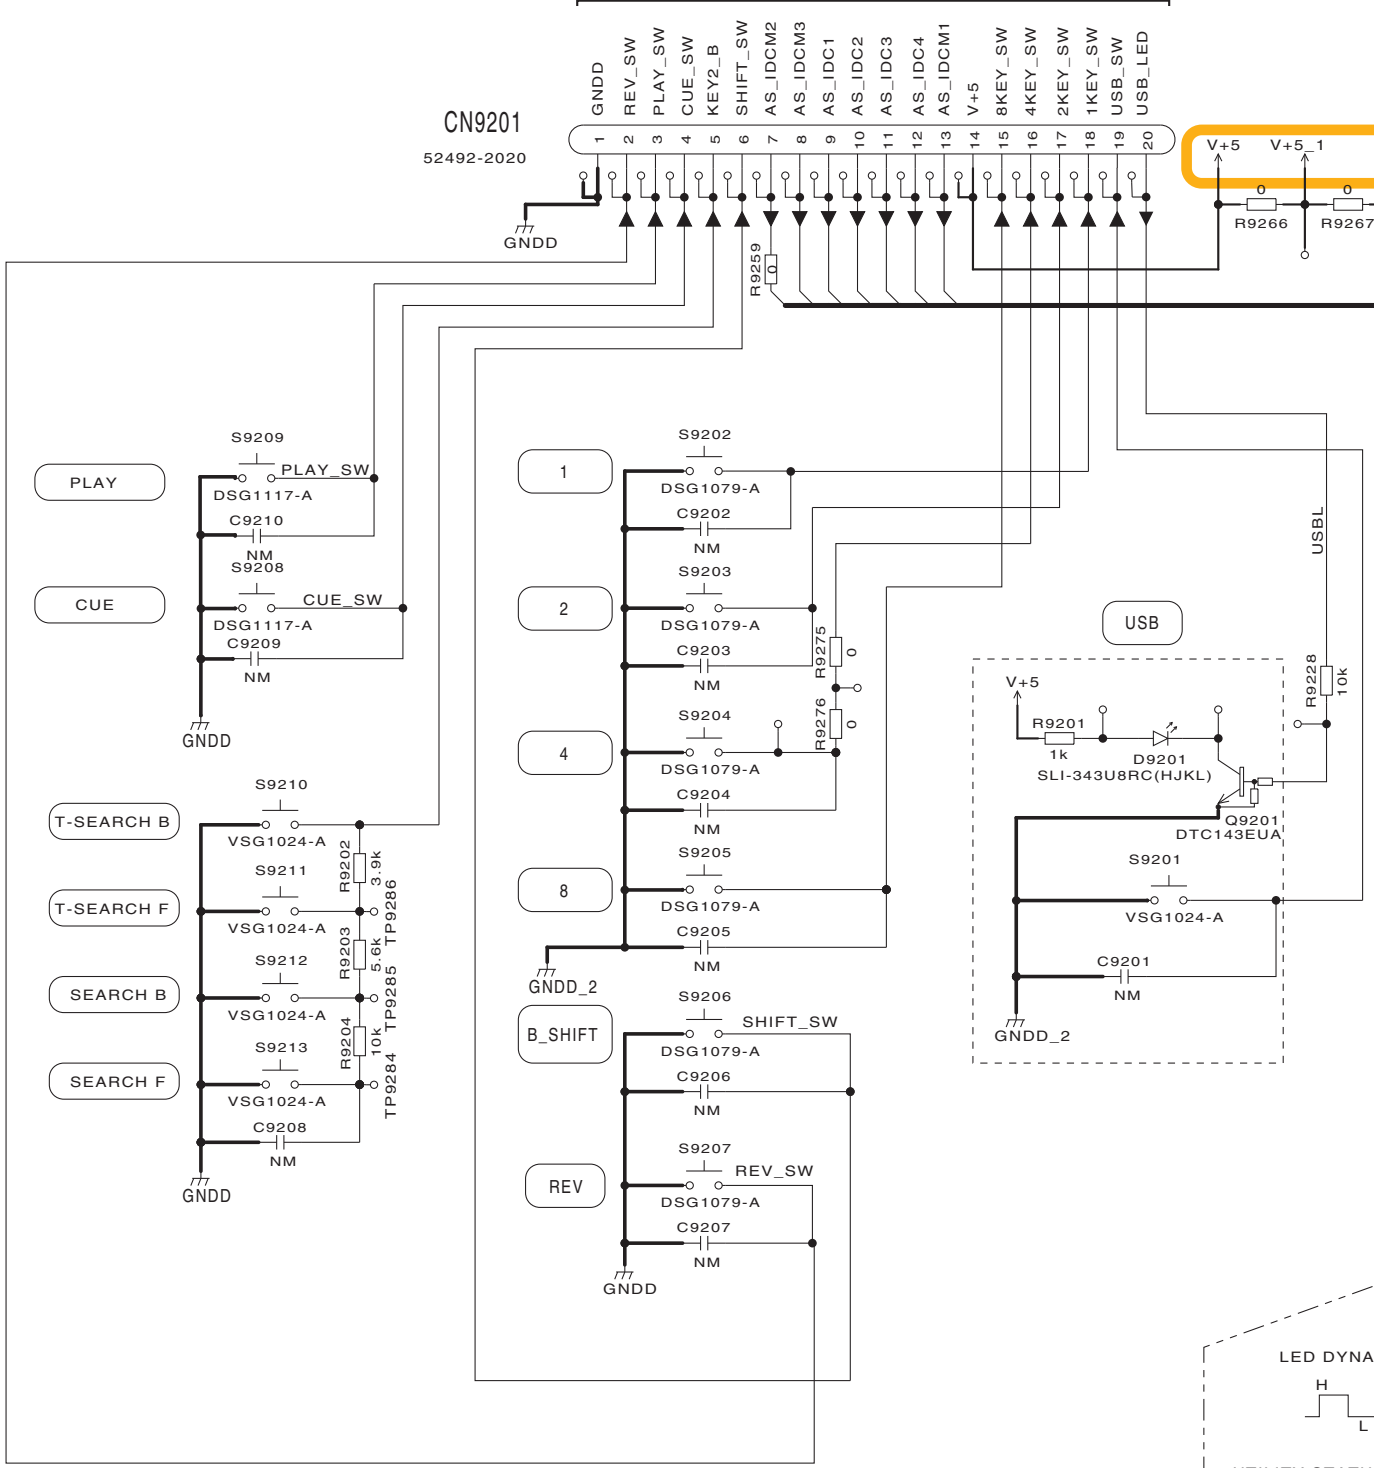 CN9201
52492-2020
GNDD
REV_SW
PLAY_SW
CUE_SW
KEY2_B
SHIFT_SW
AS_IDCM2
AS_IDCM3
AS_IDC1
AS_IDC2
AS_IDC3
AS_IDC4
AS_IDCM1
V+5
8KEY_SW
4KEY_SW
2KEY_SW
1KEY_SW
USB_SW
USB_LED
1 2 3 4 5 6 7 8 9 10 11 12 13 14 15 16 17 18 19 20
V+5 V+5_1
0 0
R9266 R9267
GNDD
R9259
0
S9209
PLAY
PLAY_SW
DSG1117-A
C9210
NM
S9208
CUE
CUE_SW
DSG1117-A
C9209
NM
GNDD
S9210
T-SEARCH B
VSG1024-A
R9202
3.9k
S9211
T-SEARCH F
VSG1024-A
TP9286
R9203
5.6k
S9212
SEARCH B
VSG1024-A
TP9285
R9204
10k
S9213
SEARCH F
VSG1024-A
TP9284
C9208
NM
GNDD
S9202
1
DSG1079-A
C9202
NM
S9203
2
DSG1079-A
C9203
NM
R9275
0
R9276
0
S9204
4
DSG1079-A
C9204
NM
S9205
8
DSG1079-A
C9205
NM
GNDD_2
S9206
B_SHIFT
SHIFT_SW
DSG1079-A
C9206
NM
S9207
REV
REV_SW
DSG1079-A
C9207
NM
GNDD
USBL
USB
R9228
10k
V+5
R9201
1k
D9201
SLI-343U8RC(HJKL)
Q9201
DTC143EUA
S9201
VSG1024-A
C9201
NM
GNDD_2
LED DYNA
H
L